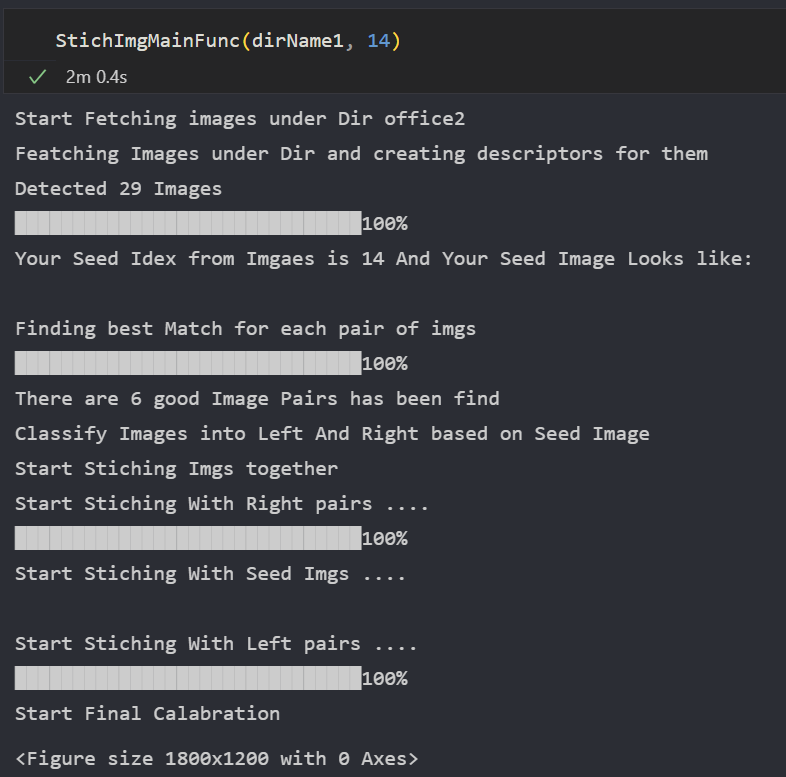 StichImgMainFunc(dirName1, 14)
2m 0.4s
Start Fetching images under Dir office2
Featching Images under Dir and creating descriptors for them
Detected 29 Images
██████████████████████████████100%
Your Seed Idex from Imgaes is 14 And Your Seed Image Looks like:
Finding best Match for each pair of imgs
██████████████████████████████100%
There are 6 good Image Pairs has been find
Classify Images into Left And Right based on Seed Image
Start Stiching Imgs together
Start Stiching With Right pairs ....
██████████████████████████████100%
Start Stiching With Seed Imgs ....
Start Stiching With Left pairs ....
██████████████████████████████100%
Start Final Calabration
<Figure size 1800x1200 with 0 Axes>